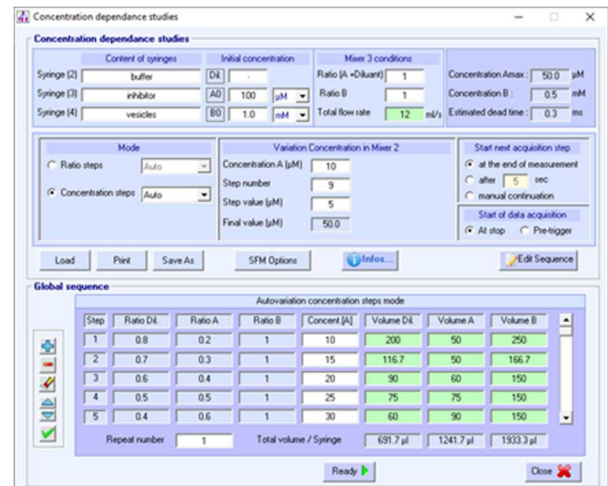 Concentration dependance studies
Concentration dependance studies
Content of syringes Initial concentration Mixer 3 conditions
Syringe (2) buffer Dil. - Ratio (A +Diluant) 1 Concentration Amax : 50.0 µM
Syringe (3) inhibitor A0 100 µM Ratio B 1 Concentration B : 0.5 mM
Syringe (4) vesicles B0 1.0 mM Total flow rate 12 ml/s Estimated dead time : 0.3 ms
Mode Variation Concentration in Mixer 2 Start next acquisition step
Ratio steps Auto Concentration A (µM) 10 at the end of measurement
Step number 9 after 5 sec
Concentration steps Auto Step value (µM) 5 manual continuation
Final value (µM) 50.0 Start of data acquisition
At stop Pre-trigger
Load Print Save As SFM Options Infos... Edit Sequence
Global sequence
Autovariation concentration steps mode
Step Ratio Dil. Ratio A Ratio B Concent.[A] Volume Dil. Volume A Volume B
1 0.8 0.2 1 10 200 50 250
2 0.7 0.3 1 15 116.7 50 166.7
3 0.6 0.4 1 20 90 60 150
4 0.5 0.5 1 25 75 75 150
5 0.4 0.6 1 30 60 90 150
Repeat number 1 Total volume / Syringe 691.7 µl 1241.7 µl 1933.3 µl
Ready Close